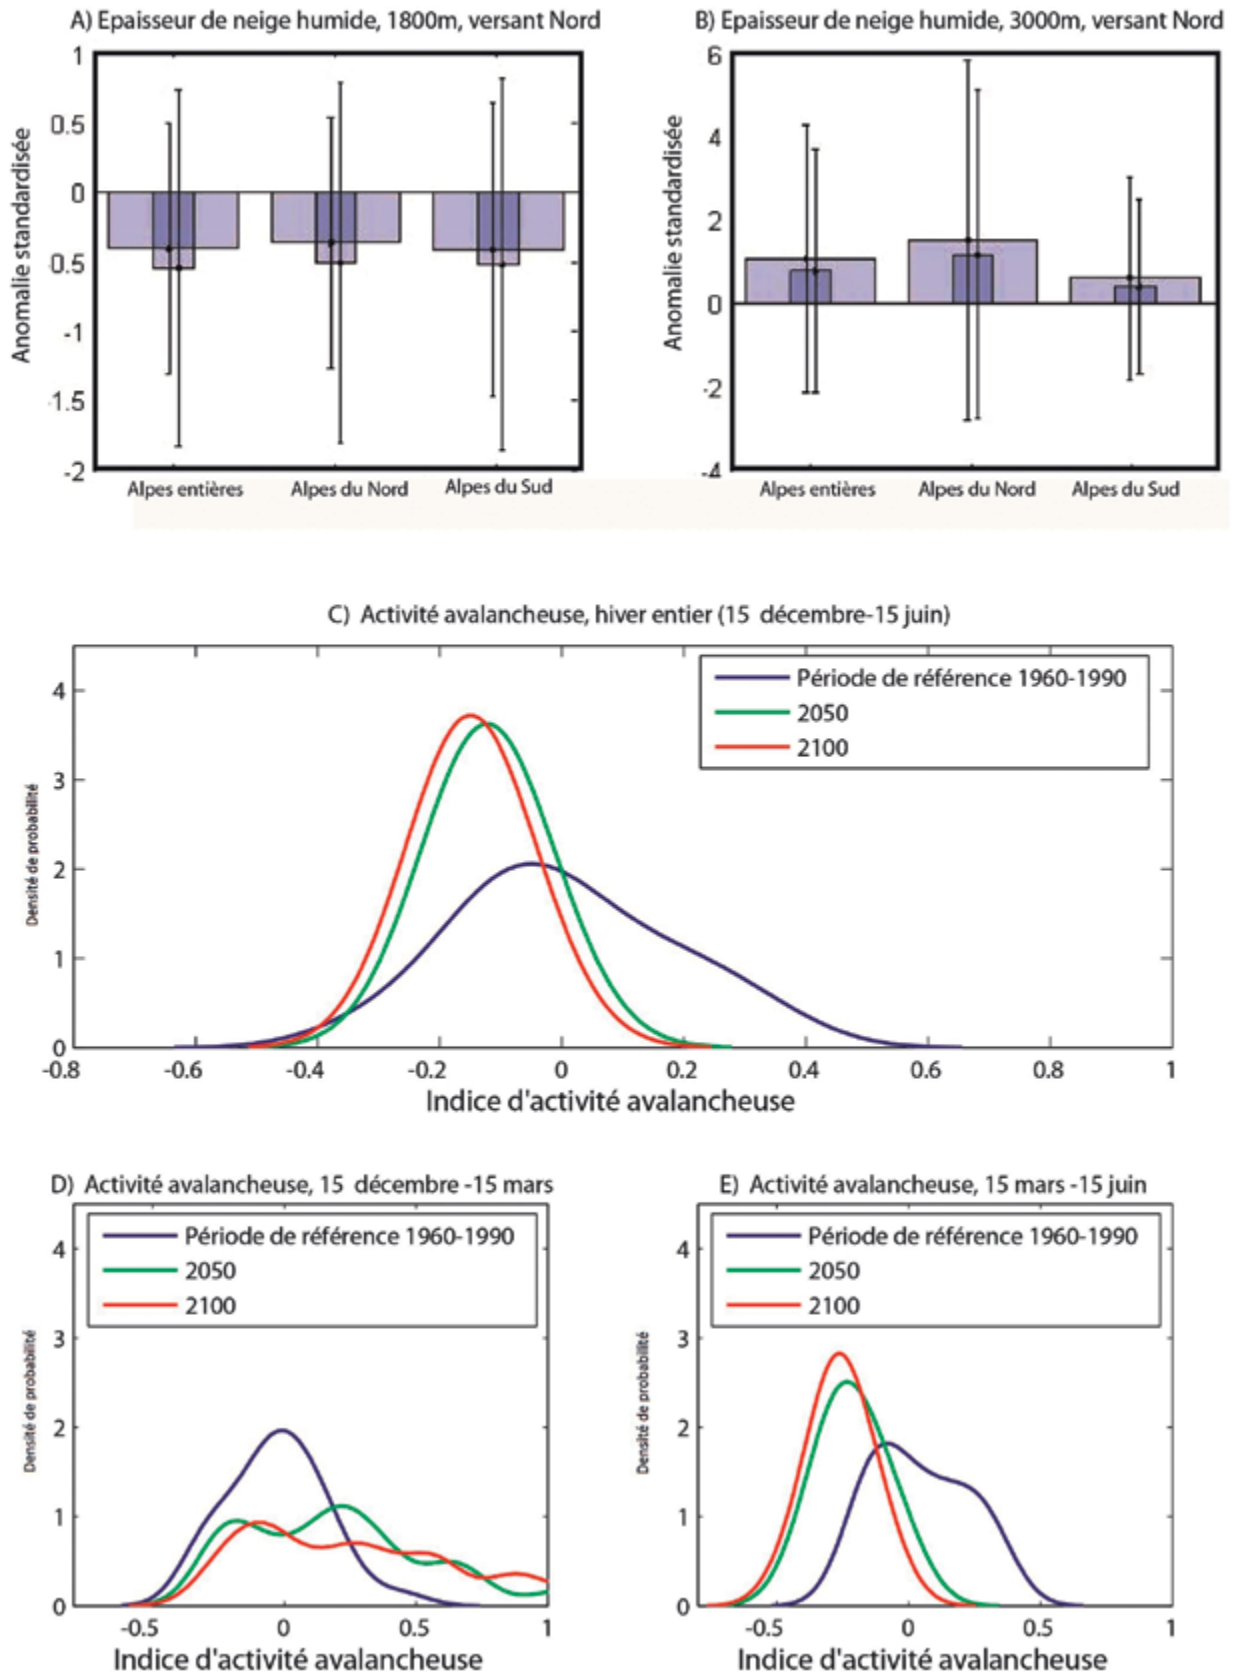 A) Epaisseur de neige humide, 1800m, versant Nord
B) Epaisseur de neige humide, 3000m, versant Nord
Anomalie standardisée
1
0.5
0
0.5
-1
-1.5
-2
Alpes entières
Alpes du Nord
Alpes du Sud
Anomalie standardisée
6
4
2
0
-2
-4
Alpes entières
Alpes du Nord
Alpes du Sud
C) Activité avalancheuse, hiver entier (15 décembre-15 juin)
Densité de probabilité
4
3
2
1
0
Période de référence 1960-1990
2050
2100
-0.8 -0.6 -0.4 -0.2 0 0.2 0.4 0.6 0.8 1
Indice d'activité avalancheuse
D) Activité avalancheuse, 15 décembre -15 mars
Densité de probabilité
4
3
2
1
0
Période de référence 1960-1990
2050
2100
-0.5 0 0.5 1
Indice d'activité avalancheuse
E) Activité avalancheuse, 15 mars -15 juin
Densité de probabilité
4
3
2
1
0
Période de référence 1960-1990
2050
2100
-0.5 0 0.5 1
Indice d'activité avalancheuse